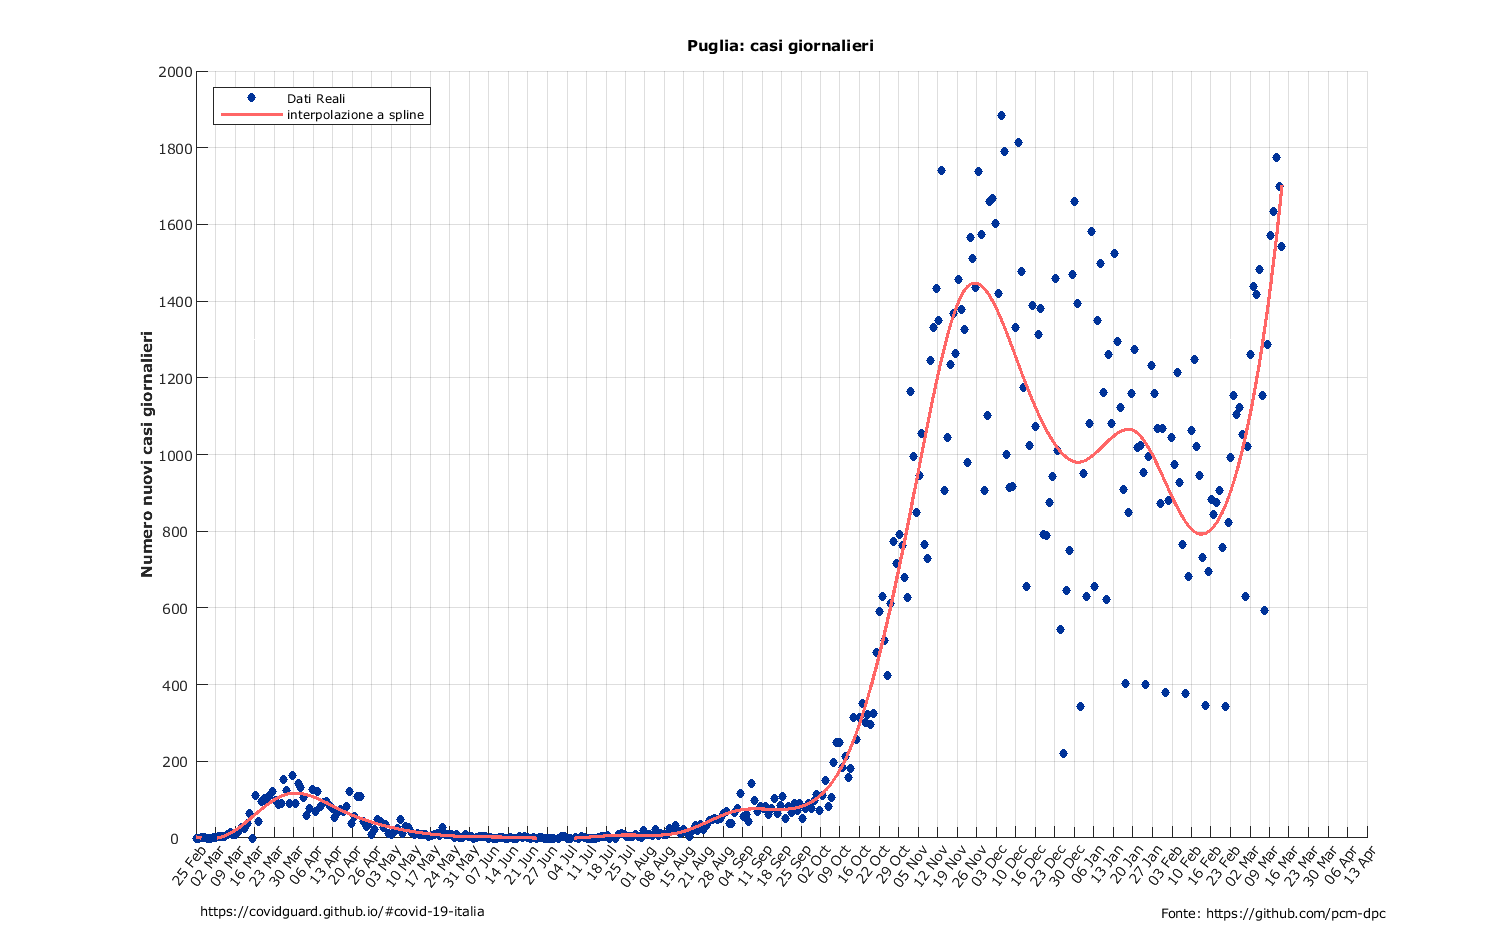 Puglia: casi giornalieri
Dati Reali
interpolazione a spline
Numero nuovi casi giornalieri
2000
1800
1600
1400
1200
1000
800
600
400
200
0
25 Feb
02 Mar
09 Mar
16 Mar
23 Mar
30 Mar
06 Apr
13 Apr
20 Apr
26 Apr
03 May
10 May
17 May
24 May
31 May
07 Jun
14 Jun
21 Jun
27 Jun
04 Jul
11 Jul
18 Jul
25 Jul
01 Aug
08 Aug
15 Aug
21 Aug
28 Aug
04 Sep
11 Sep
18 Sep
25 Sep
02 Oct
09 Oct
16 Oct
22 Oct
29 Oct
05 Nov
12 Nov
19 Nov
26 Nov
03 Dec
10 Dec
16 Dec
23 Dec
30 Dec
06 Jan
13 Jan
20 Jan
27 Jan
03 Feb
10 Feb
16 Feb
23 Feb
02 Mar
09 Mar
16 Mar
23 Mar
30 Mar
06 Apr
13 Apr
https://covidguard.github.io/#covid-19-italia
Fonte: https://github.com/pcm-dpc